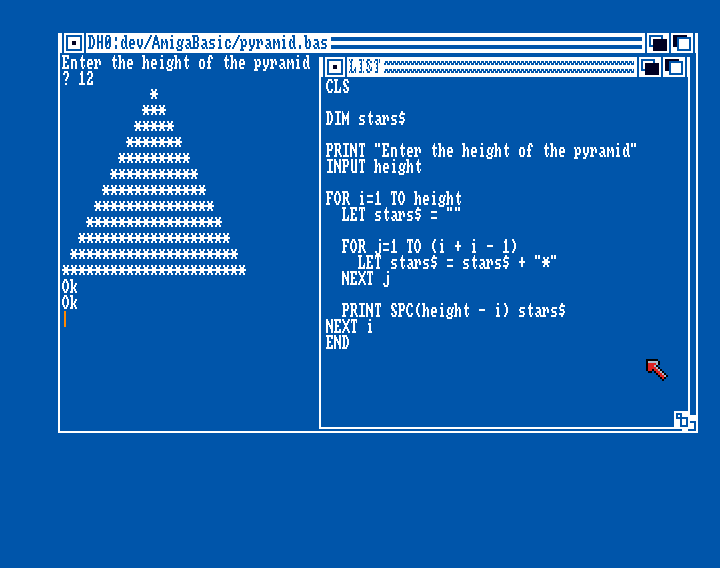 DH0:dev/AmigaBasic/pyramid.bas
Enter the height of the pyramid
? 12
           *
          ***
         *****
        *******
       *********
      ***********
     *************
    ***************
   *****************
  *******************
 *********************
***********************
Ok
Ok
LIST
CLS

DIM stars$

PRINT "Enter the height of the pyramid"
INPUT height

FOR i=1 TO height
  LET stars$ = ""

  FOR j=1 TO (i + i - 1)
    LET stars$ = stars$ + "*"
  NEXT j

  PRINT SPC(height - i) stars$
NEXT i
END